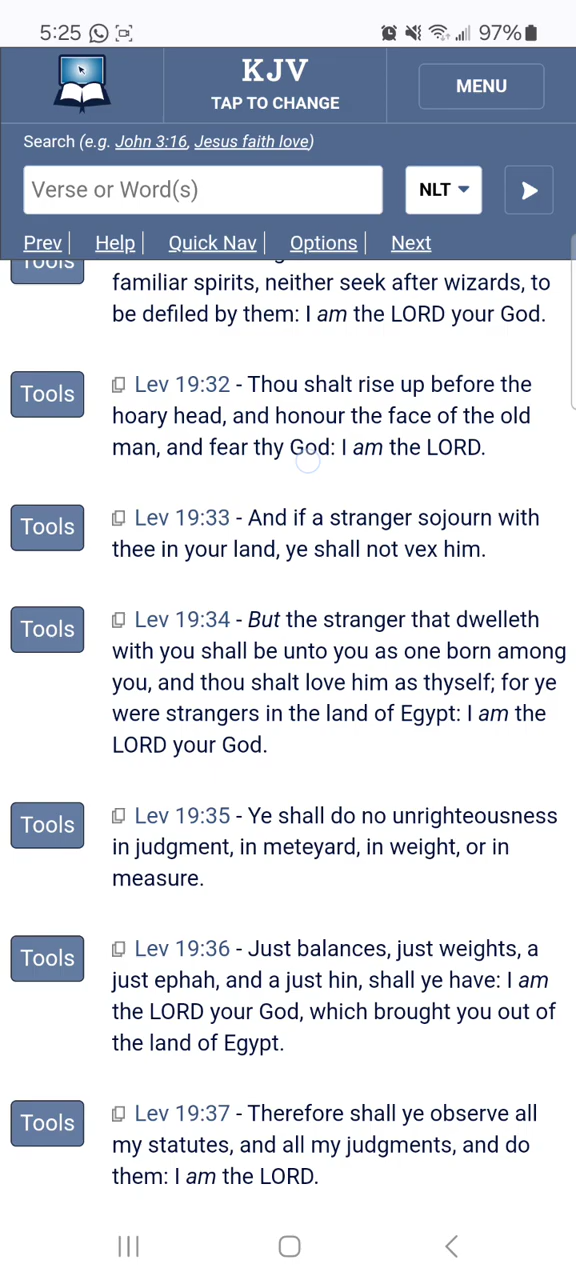 5:25
97%
KJV
TAP TO CHANGE
MENU
Search (e.g. John 3:16, Jesus faith love)
Verse or Word(s)
NLT
Prev | Help | Quick Nav | Options | Next
Tools
familiar spirits, neither seek after wizards, to
be defiled by them: I am the LORD your God.
Tools
Lev 19:32 - Thou shalt rise up before the
hoary head, and honour the face of the old
man, and fear thy God: I am the LORD.
Tools
Lev 19:33 - And if a stranger sojourn with
thee in your land, ye shall not vex him.
Tools
Lev 19:34 - But the stranger that dwelleth
with you shall be unto you as one born among
you, and thou shalt love him as thyself; for ye
were strangers in the land of Egypt: I am the
LORD your God.
Tools
Lev 19:35 - Ye shall do no unrighteousness
in judgment, in meteyard, in weight, or in
measure.
Tools
Lev 19:36 - Just balances, just weights, a
just ephah, and a just hin, shall ye have: I am
the LORD your God, which brought you out of
the land of Egypt.
Tools
Lev 19:37 - Therefore shall ye observe all
my statutes, and all my judgments, and do
them: I am the LORD.